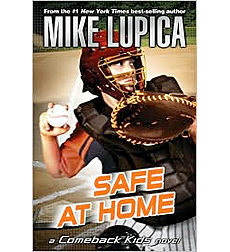 From the #1 New York Times best-selling author
MIKE LUPICA
SAFE
AT HOME
a Comeback Kids novel